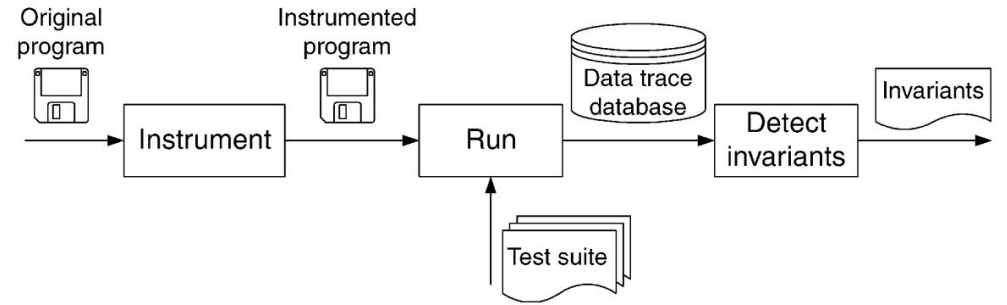 Original
program
Instrumented
program
Data trace
database
Invariants
Instrument
Run
Detect
invariants
Test suite